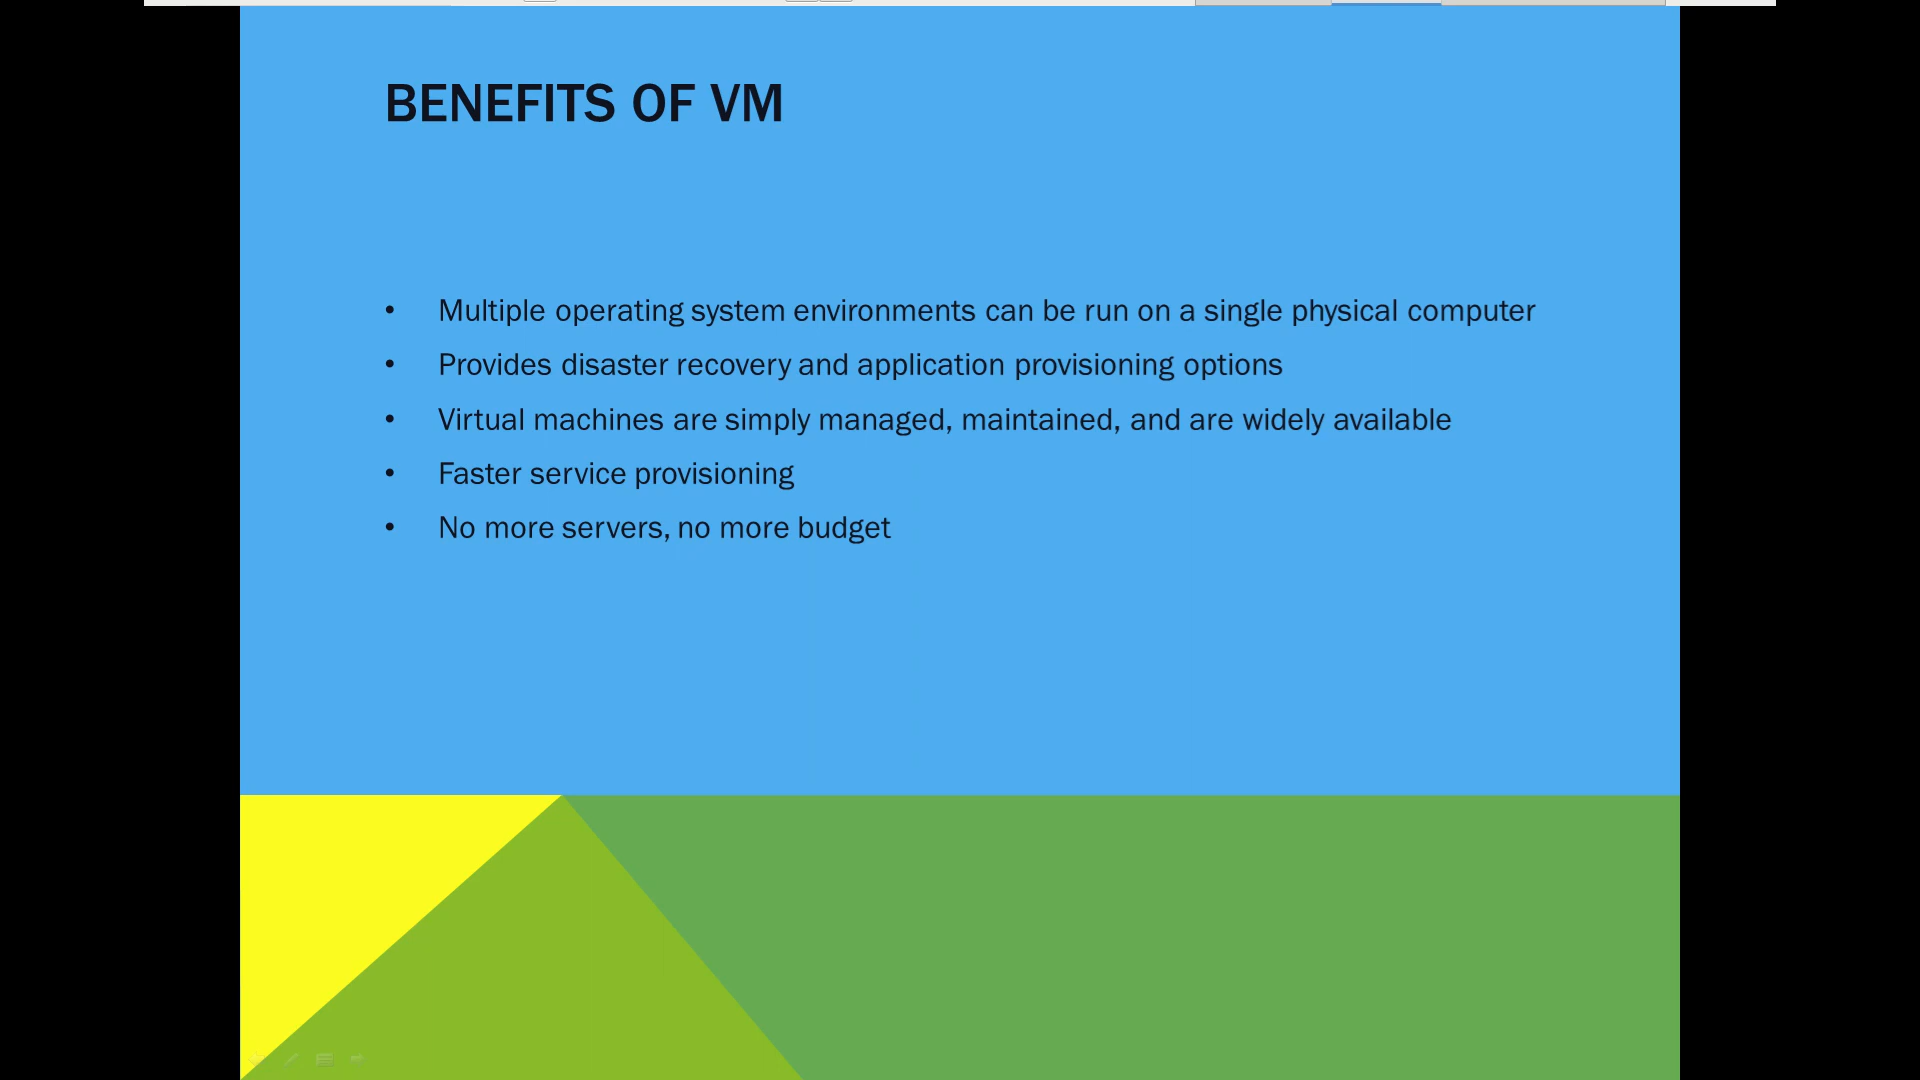 BENEFITS OF VM
• Multiple operating system environments can be run on a single physical computer
• Provides disaster recovery and application provisioning options
• Virtual machines are simply managed, maintained, and are widely available
• Faster service provisioning
• No more servers, no more budget